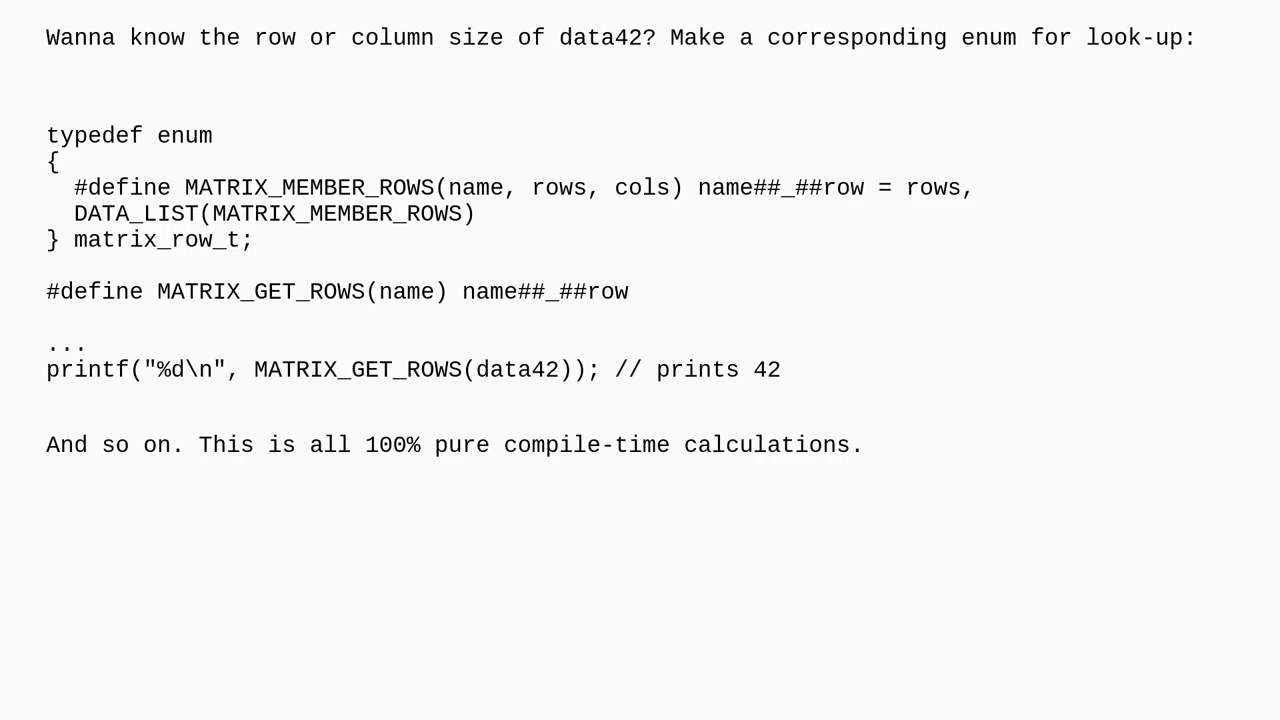 Wanna know the row or column size of data42? Make a corresponding enum for look-up:
typedef enum
{
#define MATRIX_MEMBER_ROWS(name, rows, cols) name##_##row = rows,
DATA_LIST(MATRIX_MEMBER_ROWS)
} matrix_row_t;
#define MATRIX_GET_ROWS(name) name##_##row
...
printf("%d\n", MATRIX_GET_ROWS(data42)); // prints 42
And so on. This is all 100% pure compile-time calculations.